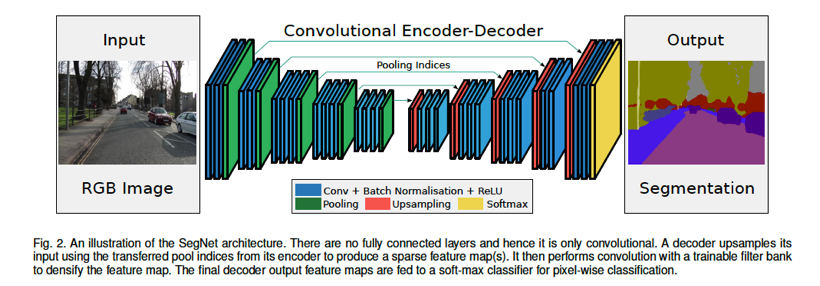 Convolutional Encoder-Decoder
Input
Output
Pooling Indices
RGB Image
Segmentation
Conv + Batch Normalisation + ReLU
Pooling
Upsampling
Softmax
Fig. 2. An illustration of the SegNet architecture. There are no fully connected layers and hence it is only convolutional. A decoder upsamples its
input using the transferred pool indices from its encoder to produce a sparse feature map(s). It then performs convolution with a trainable filter bank
to densify the feature map. The final decoder output feature maps are fed to a soft-max classifier for pixel-wise classification.